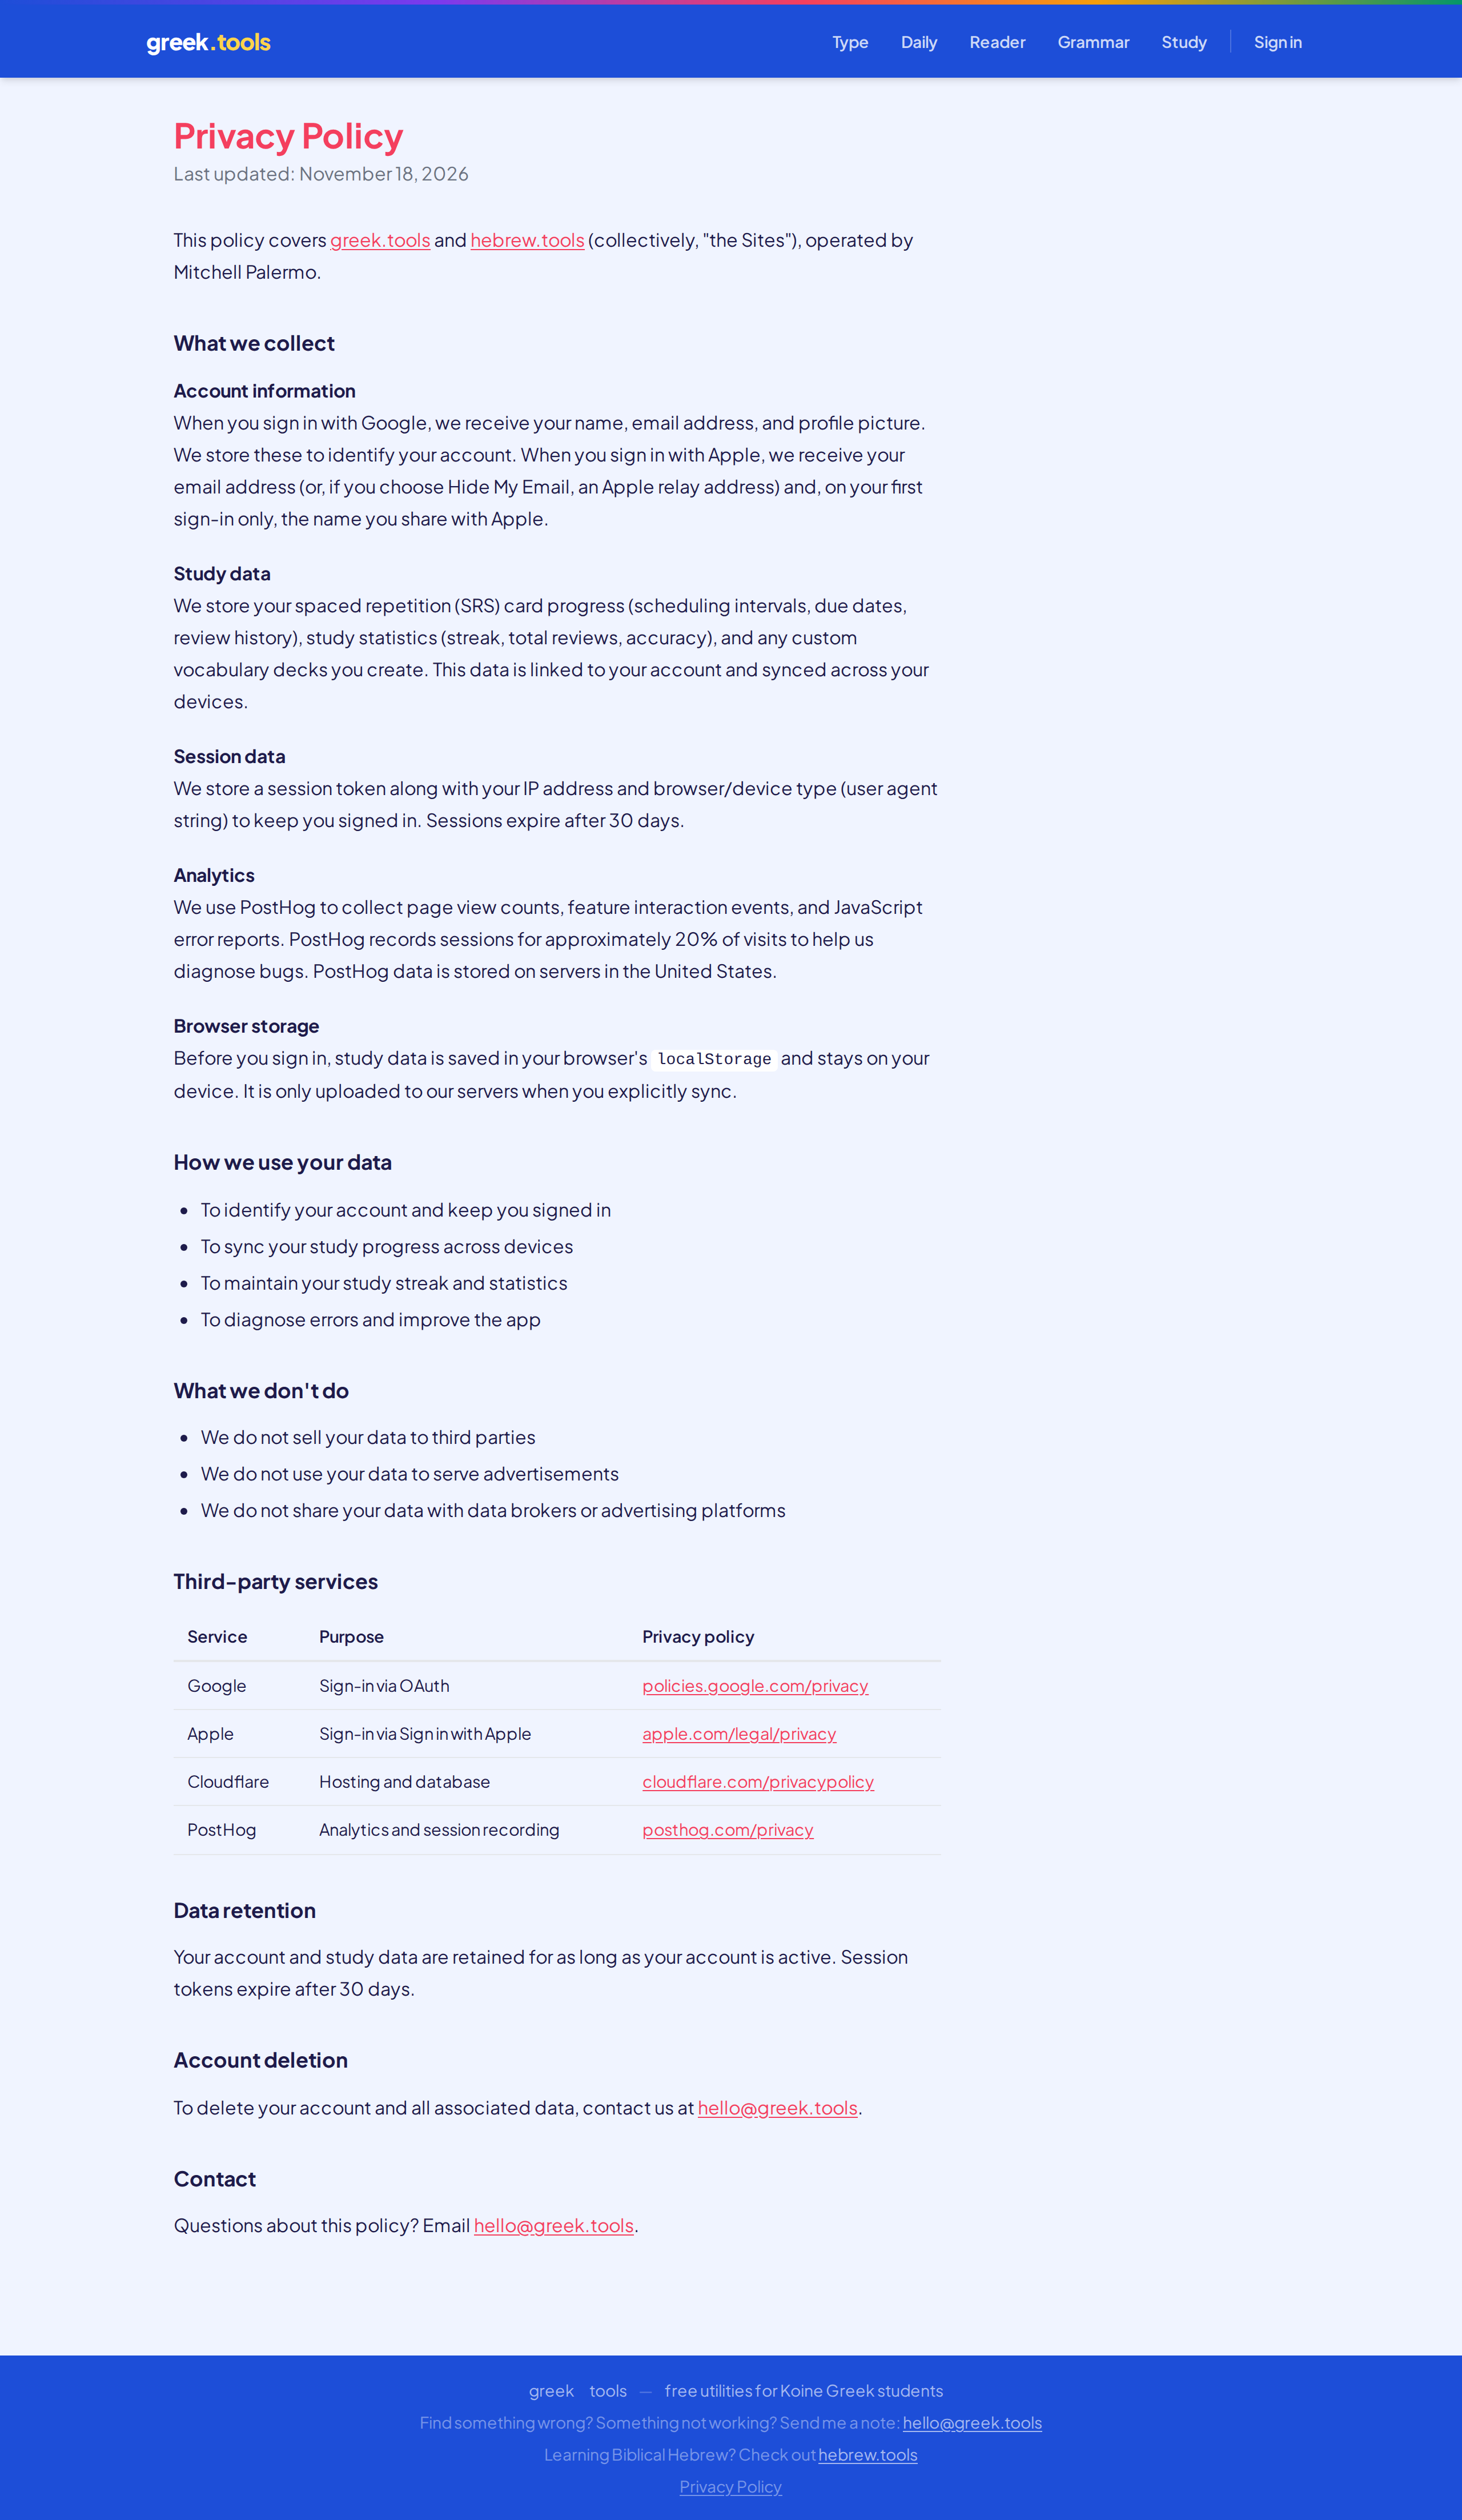 greek.tools
Type Daily Reader Grammar Study Sign in
Privacy Policy
Last updated: November 18, 2026
This policy covers greek.tools and hebrew.tools (collectively, "the Sites"), operated by
Mitchell Palermo.
What we collect
Account information
When you sign in with Google, we receive your name, email address, and profile picture.
We store these to identify your account. When you sign in with Apple, we receive your
email address (or, if you choose Hide My Email, an Apple relay address) and, on your first
sign-in only, the name you share with Apple.
Study data
We store your spaced repetition (SRS) card progress (scheduling intervals, due dates,
review history), study statistics (streak, total reviews, accuracy), and any custom
vocabulary decks you create. This data is linked to your account and synced across your
devices.
Session data
We store a session token along with your IP address and browser/device type (user agent
string) to keep you signed in. Sessions expire after 30 days.
Analytics
We use PostHog to collect page view counts, feature interaction events, and JavaScript
error reports. PostHog records sessions for approximately 20% of visits to help us
diagnose bugs. PostHog data is stored on servers in the United States.
Browser storage
Before you sign in, study data is saved in your browser's localStorage and stays on your
device. It is only uploaded to our servers when you explicitly sync.
How we use your data
• To identify your account and keep you signed in
• To sync your study progress across devices
• To maintain your study streak and statistics
• To diagnose errors and improve the app
What we don't do
• We do not sell your data to third parties
• We do not use your data to serve advertisements
• We do not share your data with data brokers or advertising platforms
Third-party services
Service Purpose Privacy policy
Google Sign-in via OAuth policies.google.com/privacy
Apple Sign-in via Sign in with Apple apple.com/legal/privacy
Cloudflare Hosting and database cloudflare.com/privacypolicy
PostHog Analytics and session recording posthog.com/privacy
Data retention
Your account and study data are retained for as long as your account is active. Session
tokens expire after 30 days.
Account deletion
To delete your account and all associated data, contact us at hello@greek.tools.
Contact
Questions about this policy? Email hello@greek.tools.
greek tools — free utilities for Koine Greek students
Find something wrong? Something not working? Send me a note: hello@greek.tools
Learning Biblical Hebrew? Check out hebrew.tools
Privacy Policy